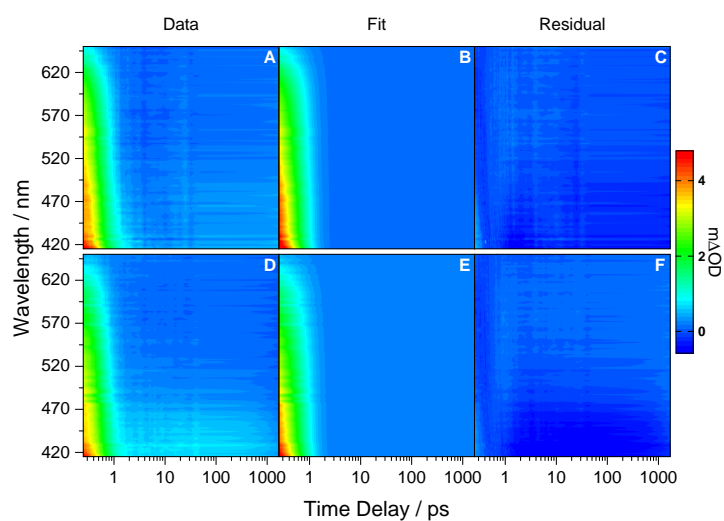 Data Fit Residual
A B C
620
570
520
470
420
D E F
620
570
520
470
420
Wavelength / nm
1 10 100 1000 1 10 100 1000 1 10 100 1000
Time Delay / ps
4
2
0
m△OD